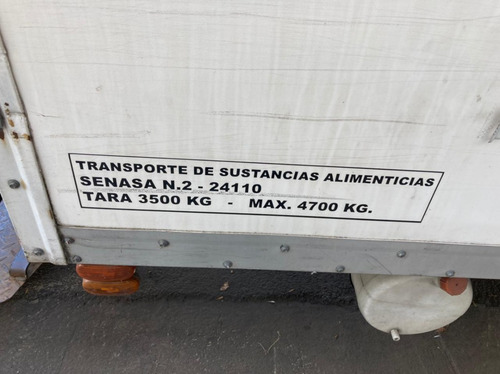 TRANSPORTE DE SUSTANCIAS ALIMENTICIAS
SENASA N.2 - 24110
TARA 3500 KG - MAX. 4700 KG.